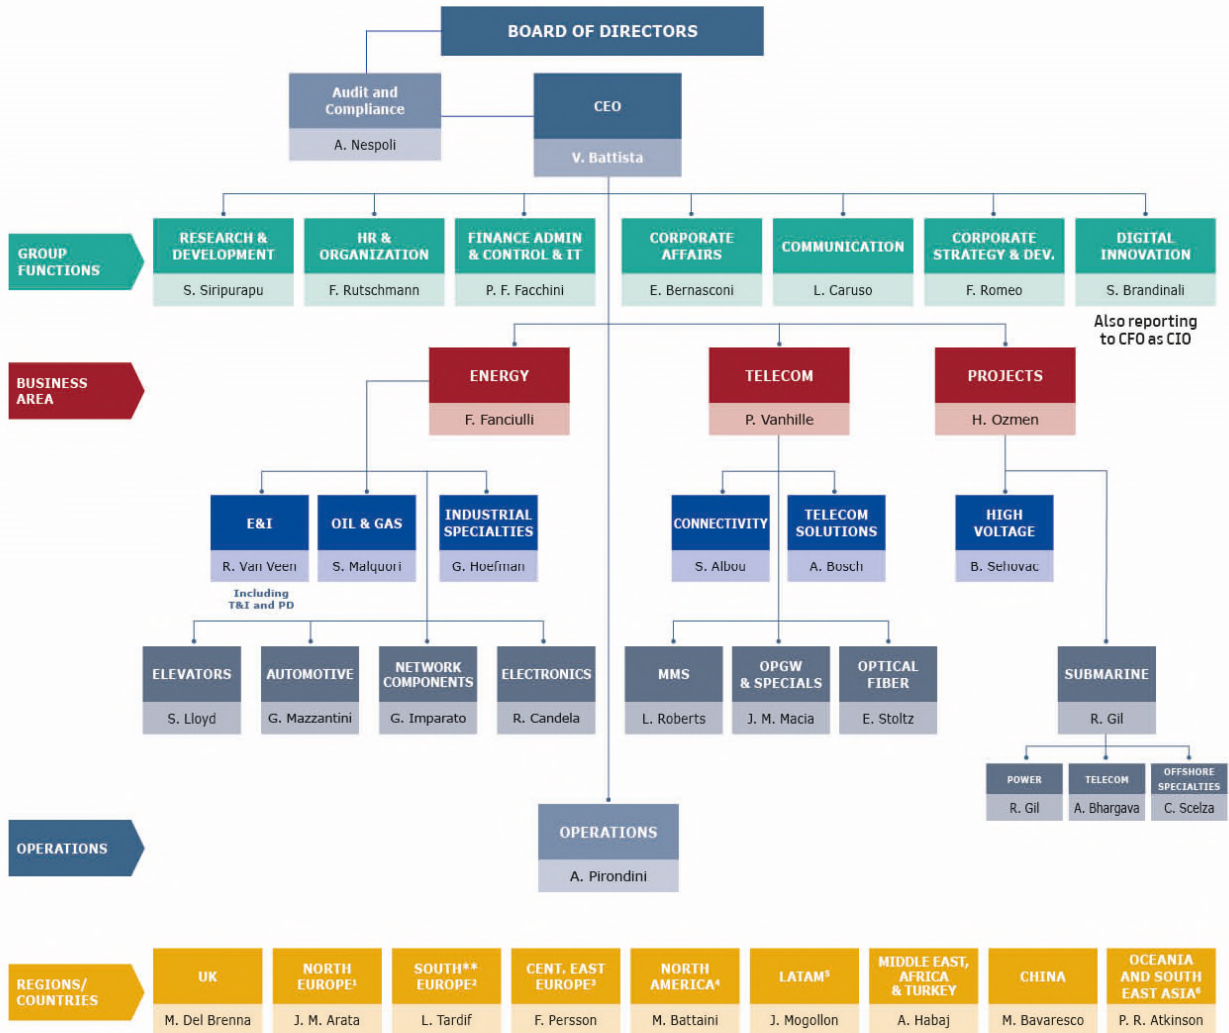 BOARD OF DIRECTORS
Audit and
Compliance
A. Nespoli
CEO
V. Battista
GROUP
FUNCTIONS
RESEARCH &
DEVELOPMENT
S. Siripurapu
HR &
ORGANIZATION
F. Rutschmann
FINANCE ADMIN
& CONTROL & IT
P. F. Facchini
CORPORATE
AFFAIRS
E. Bernasconi
COMMUNICATION
L. Caruso
CORPORATE
STRATEGY & DEV.
F. Romeo
DIGITAL
INNOVATION
S. Brandinali
Also reporting
to CFO as CIO
BUSINESS
AREA
ENERGY
F. Fanciulli
TELECOM
P. Vanhille
PROJECTS
H. Ozmen
E&I
R. Van Veen
Including
T&I and PD
OIL & GAS
S. Malquori
INDUSTRIAL
SPECIALTIES
G. Hoefman
CONNECTIVITY
S. Albou
TELECOM
SOLUTIONS
A. Bosch
HIGH
VOLTAGE
B. Sehovac
ELEVATORS
S. Lloyd
AUTOMOTIVE
G. Mazzantini
NETWORK
COMPONENTS
G. Imparato
ELECTRONICS
R. Candela
MMS
L. Roberts
OPGW
& SPECIALS
J. M. Macia
OPTICAL
FIBER
E. Stoltz
SUBMARINE
R. Gil
POWER
R. Gil
TELECOM
A. Bhargava
OFFSHORE
SPECIALTIES
C. Scelza
OPERATIONS
OPERATIONS
A. Pirondini
REGIONS/
COUNTRIES
UK
M. Del Brenna
NORTH
EUROPE¹
J. M. Arata
SOUTH**
EUROPE²
L. Tardif
CENT. EAST
EUROPE³
F. Persson
NORTH
AMERICA⁴
M. Battaini
LATAM⁵
J. Mogollon
MIDDLE EAST,
AFRICA
& TURKEY
A. Habaj
CHINA
M. Bavaresco
OCEANIA
AND SOUTH
EAST ASIA⁶
P. R. Atkinson